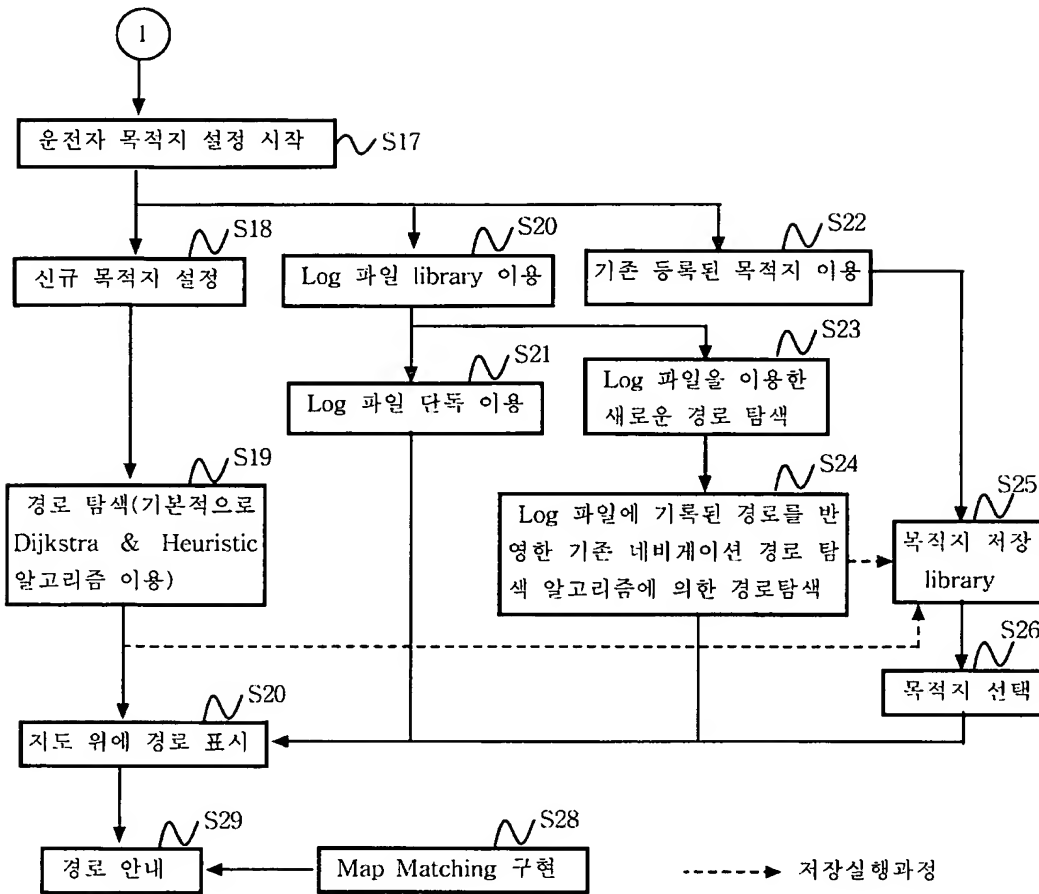 1
운전자 목적지 설정 시작
S17
S18
신규 목적지 설정
S20
Log 파일 library 이용
S22
기존 등록된 목적지 이용
S21
Log 파일 단독 이용
S23
Log 파일을 이용한
새로운 경로 탐색
S19
경로 탐색(기본적으로
Dijkstra & Heuristic
알고리즘 이용)
S24
Log 파일에 기록된 경로를 반
영한 기존 네비게이션 경로 탐
색 알고리즘에 의한 경로탐색
S25
목적지 저장
library
S26
목적지 선택
S20
지도 위에 경로 표시
S29
경로 안내
S28
Map Matching 구현
저장실행과정